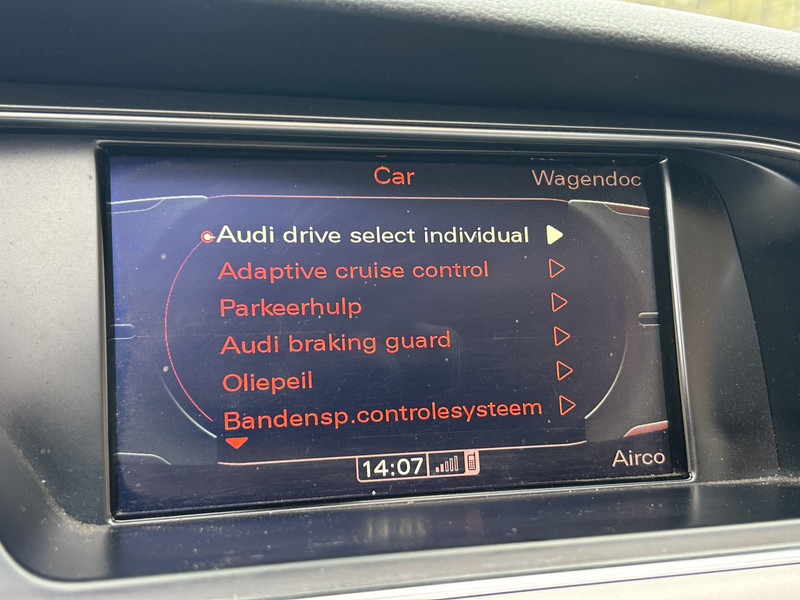 Car
Wagendoc
Audi drive select individual
Adaptive cruise control
Parkeerhulp
Audi braking guard
Oliepeil
Bandensp.controlesysteem
14:07
Airco